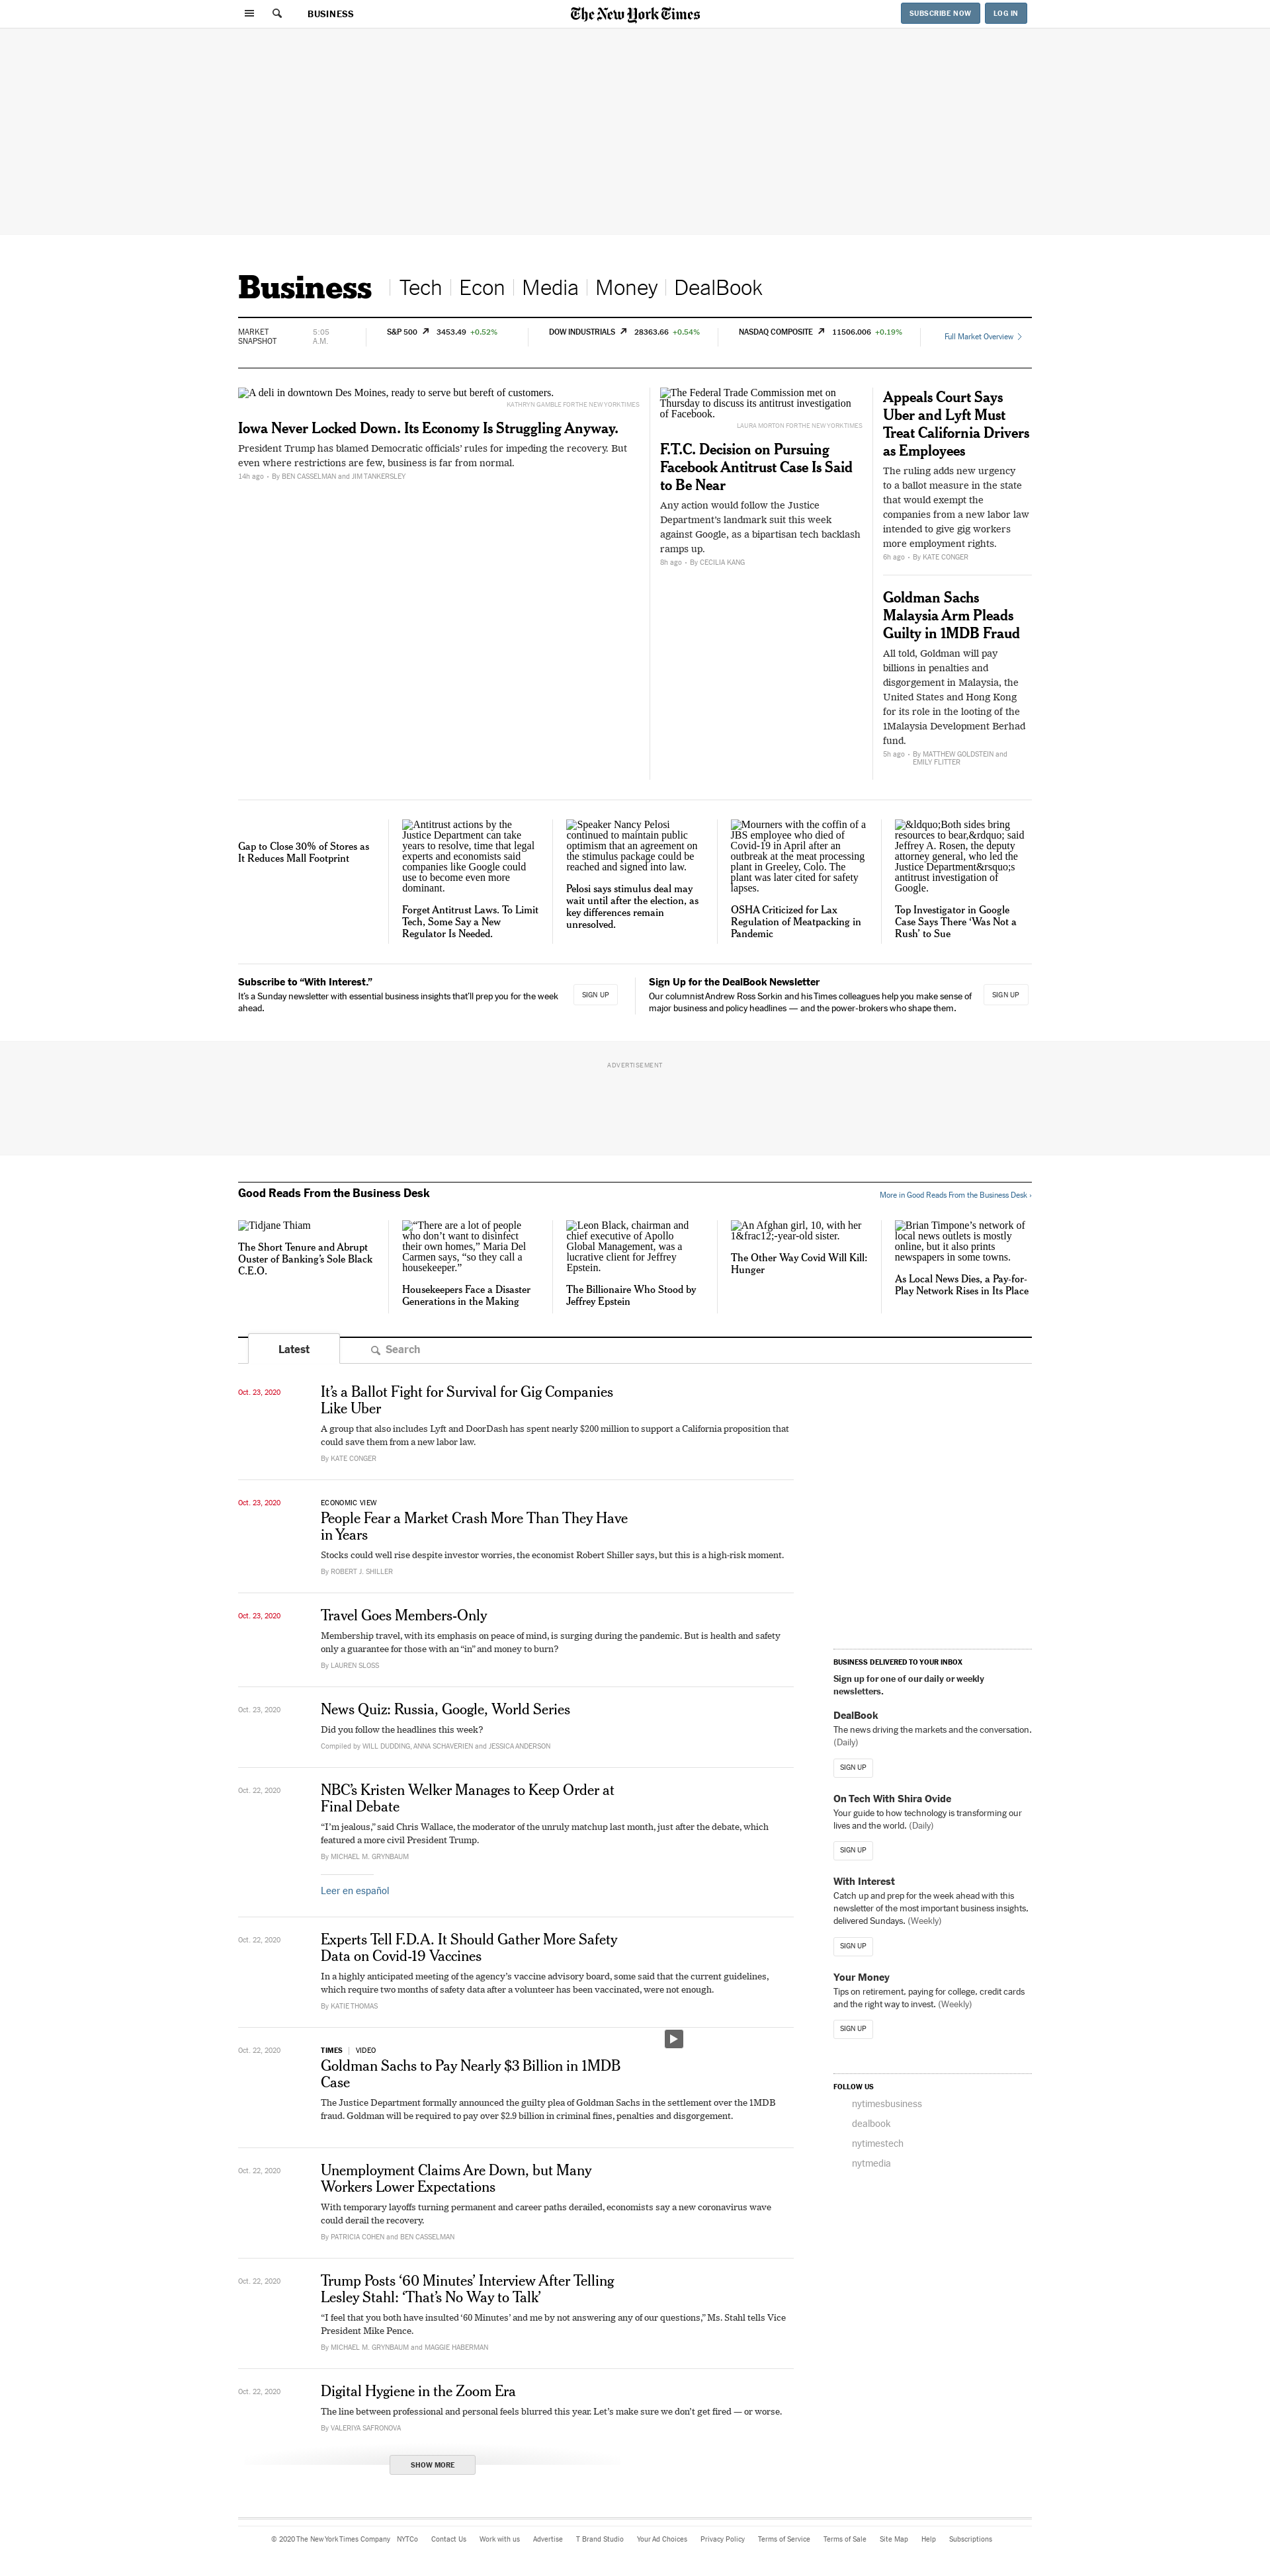 BUSINESS
The New York Times
SUBSCRIBE NOW
LOG IN
Business
Tech
Econ
Media
Money
DealBook
MARKET
SNAPSHOT
5:05
A.M.
S&P 500 3453.49 +0.52%
DOW INDUSTRIALS 28363.66 +0.54%
NASDAQ COMPOSITE 11506.006 +0.19%
Full Market Overview
A deli in downtown Des Moines, ready to serve but bereft of customers.
KATHRYN GAMBLE FOR THE NEW YORK TIMES
Iowa Never Locked Down. Its Economy Is Struggling Anyway.
President Trump has blamed Democratic officials’ rules for impeding the recovery. But
even where restrictions are few, business is far from normal.
14h ago - By BEN CASSELMAN and JIM TANKERSLEY
The Federal Trade Commission met on
Thursday to discuss its antitrust investigation
of Facebook.
LAURA MORTON FOR THE NEW YORK TIMES
F.T.C. Decision on Pursuing
Facebook Antitrust Case Is Said
to Be Near
Any action would follow the Justice
Department’s landmark suit this week
against Google, as a bipartisan tech backlash
ramps up.
8h ago - By CECILIA KANG
Appeals Court Says
Uber and Lyft Must
Treat California Drivers
as Employees
The ruling adds new urgency
to a ballot measure in the state
that would exempt the
companies from a new labor law
intended to give gig workers
more employment rights.
6h ago - By KATE CONGER
Goldman Sachs
Malaysia Arm Pleads
Guilty in 1MDB Fraud
All told, Goldman will pay
billions in penalties and
disgorgement in Malaysia, the
United States and Hong Kong
for its role in the looting of the
1Malaysia Development Berhad
fund.
5h ago - By MATTHEW GOLDSTEIN and
EMILY FLITTER
Gap to Close 30% of Stores as
It Reduces Mall Footprint
Antitrust actions by the
Justice Department can take
years to resolve, time that legal
experts and economists said
companies like Google could
use to become even more
dominant.
Forget Antitrust Laws. To Limit
Tech, Some Say a New
Regulator Is Needed.
Speaker Nancy Pelosi
continued to maintain public
optimism that an agreement on
the stimulus package could be
reached and signed into law.
Pelosi says stimulus deal may
wait until after the election, as
key differences remain
unresolved.
Mourners with the coffin of a
JBS employee who died of
Covid-19 in April after an
outbreak at the meat processing
plant in Greeley, Colo. The
plant was later cited for safety
lapses.
OSHA Criticized for Lax
Regulation of Meatpacking in
Pandemic
&ldquo;Both sides bring
resources to bear,&rdquo; said
Jeffrey A. Rosen, the deputy
attorney general, who led the
Justice Department&rsquo;s
antitrust investigation of
Google.
Top Investigator in Google
Case Says There ‘Was Not a
Rush’ to Sue
Subscribe to “With Interest.”
It’s a Sunday newsletter with essential business insights that’ll prep you for the week
ahead.
SIGN UP
Sign Up for the DealBook Newsletter
Our columnist Andrew Ross Sorkin and his Times colleagues help you make sense of
major business and policy headlines — and the power-brokers who shape them.
SIGN UP
ADVERTISEMENT
Good Reads From the Business Desk
More in Good Reads From the Business Desk ›
Tidjane Thiam
The Short Tenure and Abrupt
Ouster of Banking’s Sole Black
C.E.O.
“There are a lot of people
who don’t want to disinfect
their own homes,” Maria Del
Carmen says, “so they call a
housekeeper.”
Housekeepers Face a Disaster
Generations in the Making
Leon Black, chairman and
chief executive of Apollo
Global Management, was a
lucrative client for Jeffrey
Epstein.
The Billionaire Who Stood by
Jeffrey Epstein
An Afghan girl, 10, with her
1&frac12;-year-old sister.
The Other Way Covid Will Kill:
Hunger
Brian Timpone’s network of
local news outlets is mostly
online, but it also prints
newspapers in some towns.
As Local News Dies, a Pay-for-
Play Network Rises in Its Place
Latest
Search
Oct. 23, 2020
It’s a Ballot Fight for Survival for Gig Companies
Like Uber
A group that also includes Lyft and DoorDash has spent nearly $200 million to support a California proposition that
could save them from a new labor law.
By KATE CONGER
Oct. 23, 2020
ECONOMIC VIEW
People Fear a Market Crash More Than They Have
in Years
Stocks could well rise despite investor worries, the economist Robert Shiller says, but this is a high-risk moment.
By ROBERT J. SHILLER
Oct. 23, 2020
Travel Goes Members-Only
Membership travel, with its emphasis on peace of mind, is surging during the pandemic. But is health and safety
only a guarantee for those with an “in” and money to burn?
By LAUREN SLOSS
Oct. 23, 2020
News Quiz: Russia, Google, World Series
Did you follow the headlines this week?
Compiled by WILL DUDDING, ANNA SCHAVERIEN and JESSICA ANDERSON
Oct. 22, 2020
NBC’s Kristen Welker Manages to Keep Order at
Final Debate
“I’m jealous,” said Chris Wallace, the moderator of the unruly matchup last month, just after the debate, which
featured a more civil President Trump.
By MICHAEL M. GRYNBAUM
Leer en español
Oct. 22, 2020
Experts Tell F.D.A. It Should Gather More Safety
Data on Covid-19 Vaccines
In a highly anticipated meeting of the agency’s vaccine advisory board, some said that the current guidelines,
which require two months of safety data after a volunteer has been vaccinated, were not enough.
By KATIE THOMAS
Oct. 22, 2020
TIMES | VIDEO
Goldman Sachs to Pay Nearly $3 Billion in 1MDB
Case
The Justice Department formally announced the guilty plea of Goldman Sachs in the settlement over the 1MDB
fraud. Goldman will be required to pay over $2.9 billion in criminal fines, penalties and disgorgement.
Oct. 22, 2020
Unemployment Claims Are Down, but Many
Workers Lower Expectations
With temporary layoffs turning permanent and career paths derailed, economists say a new coronavirus wave
could derail the recovery.
By PATRICIA COHEN and BEN CASSELMAN
Oct. 22, 2020
Trump Posts ‘60 Minutes’ Interview After Telling
Lesley Stahl: ‘That’s No Way to Talk’
“I feel that you both have insulted ‘60 Minutes’ and me by not answering any of our questions,” Ms. Stahl tells Vice
President Mike Pence.
By MICHAEL M. GRYNBAUM and MAGGIE HABERMAN
Oct. 22, 2020
Digital Hygiene in the Zoom Era
The line between professional and personal feels blurred this year. Let’s make sure we don’t get fired — or worse.
By VALERIYA SAFRONOVA
SHOW MORE
BUSINESS DELIVERED TO YOUR INBOX
Sign up for one of our daily or weekly
newsletters.
DealBook
The news driving the markets and the conversation.
(Daily)
SIGN UP
On Tech With Shira Ovide
Your guide to how technology is transforming our
lives and the world. (Daily)
SIGN UP
With Interest
Catch up and prep for the week ahead with this
newsletter of the most important business insights,
delivered Sundays. (Weekly)
SIGN UP
Your Money
Tips on retirement, paying for college, credit cards
and the right way to invest. (Weekly)
SIGN UP
FOLLOW US
nytimesbusiness
dealbook
nytimestech
nytmedia
© 2020 The New York Times Company NYTCo Contact Us Work with us Advertise T Brand Studio Your Ad Choices Privacy Policy Terms of Service Terms of Sale Site Map Help Subscriptions